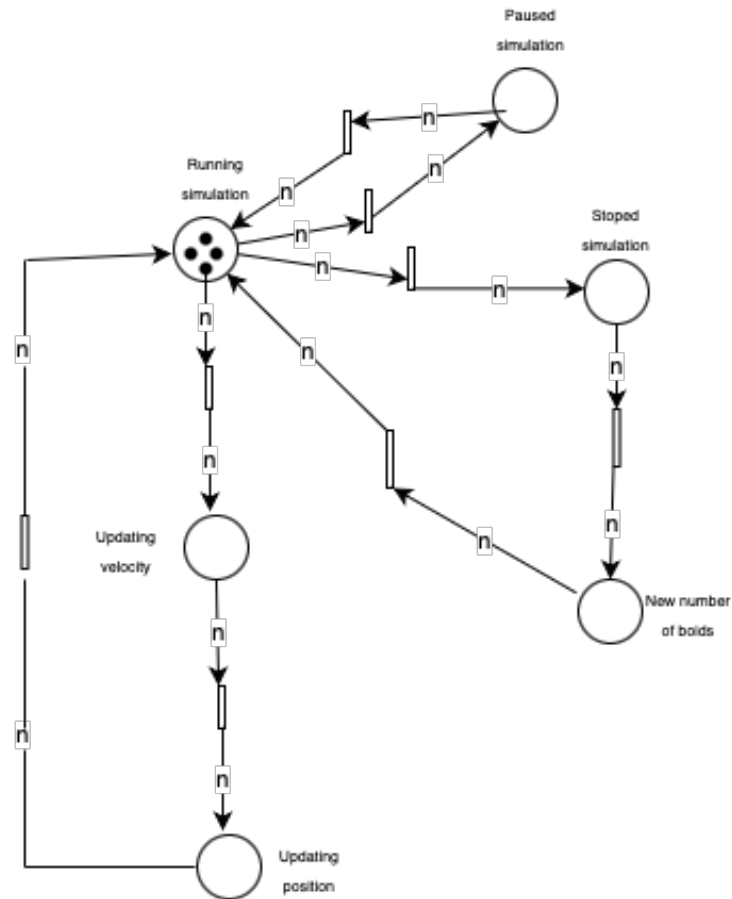 Paused
simulation
n
n
Running
simulation
n
n
n
Stoped
simulation
n
n
n
n
n
n
n
Updating
velocity
n
n
New number
of boids
n
n
n
Updating
position